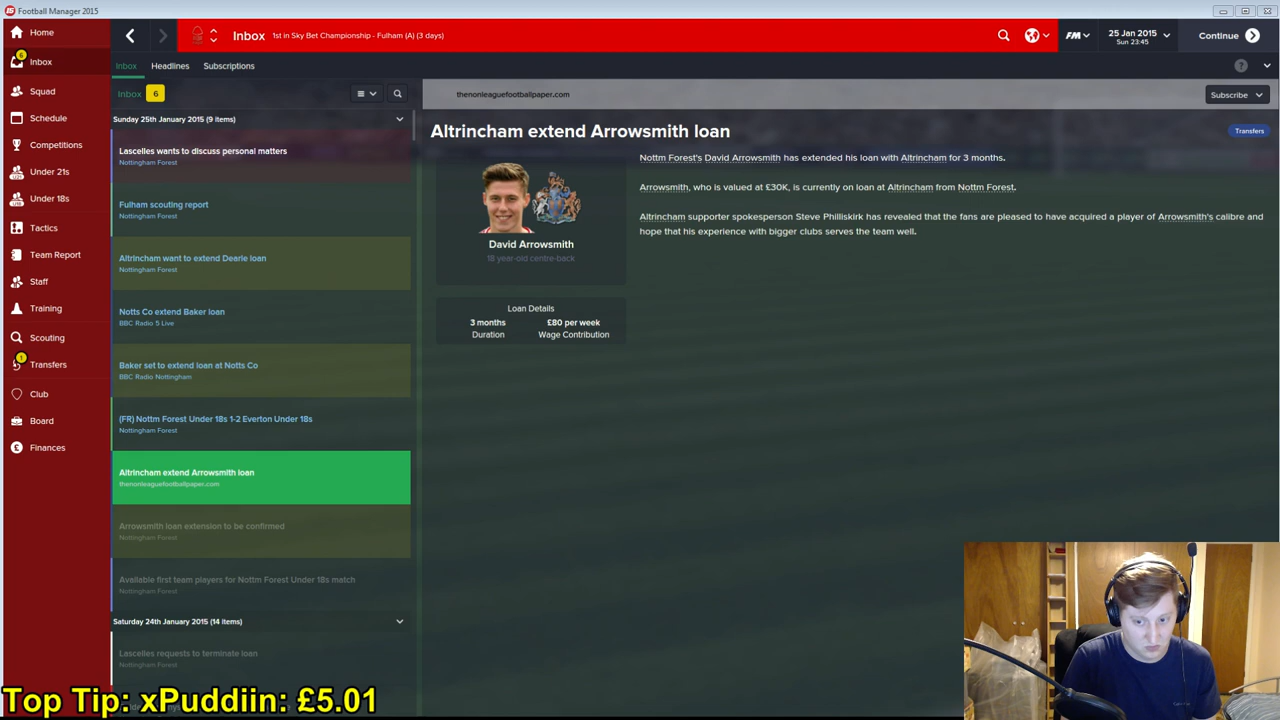 Football Manager 2015
Home
Inbox
1st in Sky Bet Championship - Fulham (A) (3 days)
FM
25 Jan 2015
Sun 23:45
Continue
6
Inbox
Inbox
Headlines
Subscriptions
?
Squad
Schedule
Competitions
Under 21s
Under 18s
Tactics
Team Report
Staff
Training
Scouting
1
Transfers
Club
Board
Finances
Inbox 6
Sunday 25th January 2015 (9 items)
Lascelles wants to discuss personal matters
Nottingham Forest
Fulham scouting report
Nottingham Forest
Altrincham want to extend Dearle loan
Nottingham Forest
Notts Co extend Baker loan
BBC Radio 5 Live
Baker set to extend loan at Notts Co
BBC Radio Nottingham
(FR) Nottm Forest Under 18s 1-2 Everton Under 18s
Nottingham Forest
Altrincham extend Arrowsmith loan
thenonleaguefootballpaper.com
Arrowsmith loan extension to be confirmed
Nottingham Forest
Available first team players for Nottm Forest Under 18s match
Nottingham Forest
Saturday 24th January 2015 (14 items)
Lascelles requests to terminate loan
Nottingham Forest
thenonleaguefootballpaper.com
Subscribe
Altrincham extend Arrowsmith loan
Transfers
David Arrowsmith
18 year-old centre-back
Loan Details
3 months £80 per week
Duration Wage Contribution
Nottm Forest's David Arrowsmith has extended his loan with Altrincham for 3 months.
Arrowsmith, who is valued at £30K, is currently on loan at Altrincham from Nottm Forest.
Altrincham supporter spokesperson Steve Philliskirk has revealed that the fans are pleased to have acquired a player of Arrowsmith's calibre and
hope that his experience with bigger clubs serves the team well.
Top Tip: xPuddiin: £5.01